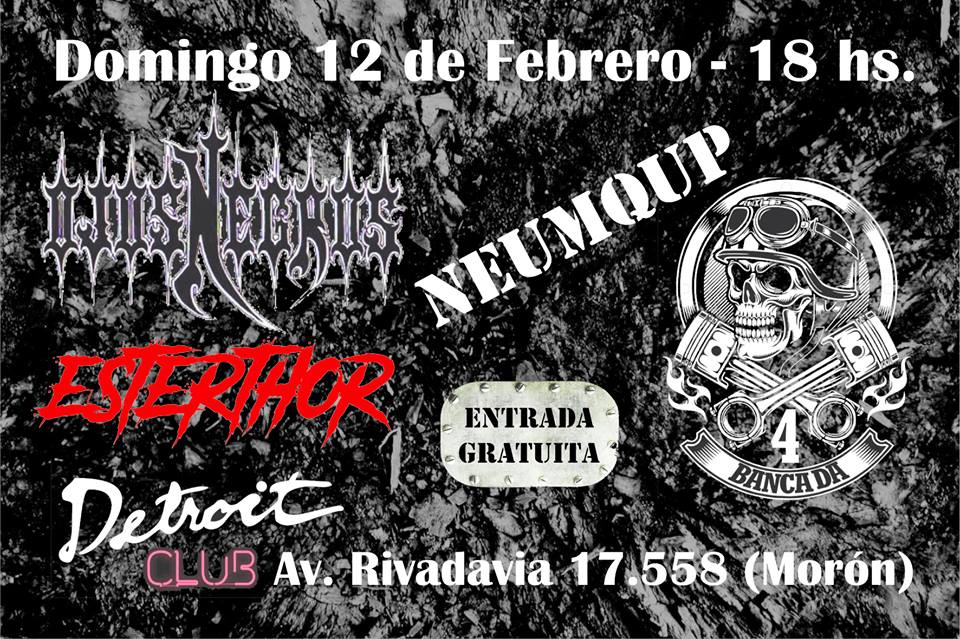 Domingo 12 de Febrero - 18 hs.
OJOS NEGROS
NEUMQUP
ESTERTHOR
ENTRADA
GRATUITA
4
BANCADA
Detroit
CLUB
Av. Rivadavia 17.558 (Morón)